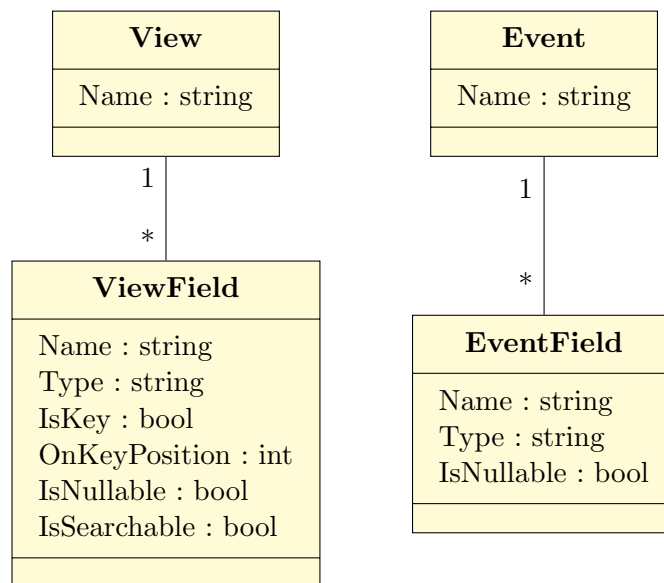 View
Name : string
1
*
ViewField
Name : string
Type : string
IsKey : bool
OnKeyPosition : int
IsNullable : bool
IsSearchable : bool
Event
Name : string
1
*
EventField
Name : string
Type : string
IsNullable : bool